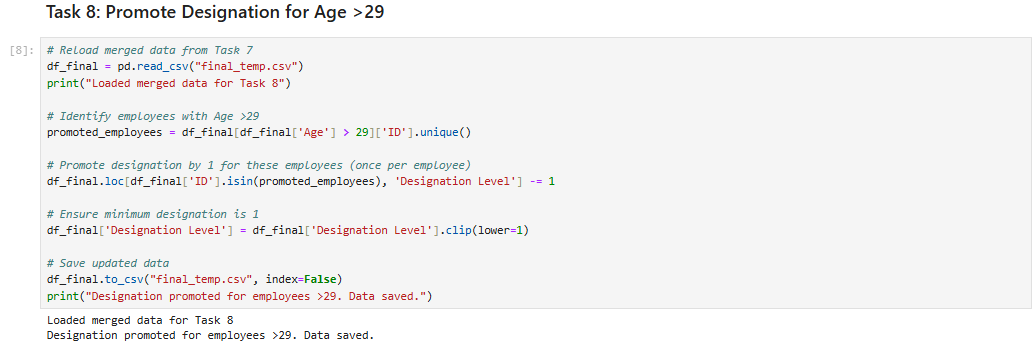 Task 8: Promote Designation for Age >29
[8]: # Reload merged data from Task 7
df_final = pd.read_csv("final_temp.csv")
print("Loaded merged data for Task 8")
# Identify employees with Age >29
promoted_employees = df_final[df_final['Age'] > 29]['ID'].unique()
# Promote designation by 1 for these employees (once per employee)
df_final.loc[df_final['ID'].isin(promoted_employees), 'Designation Level'] -= 1
# Ensure minimum designation is 1
df_final['Designation Level'] = df_final['Designation Level'].clip(lower=1)
# Save updated data
df_final.to_csv("final_temp.csv", index=False)
print("Designation promoted for employees >29. Data saved.")
Loaded merged data for Task 8
Designation promoted for employees >29. Data saved.